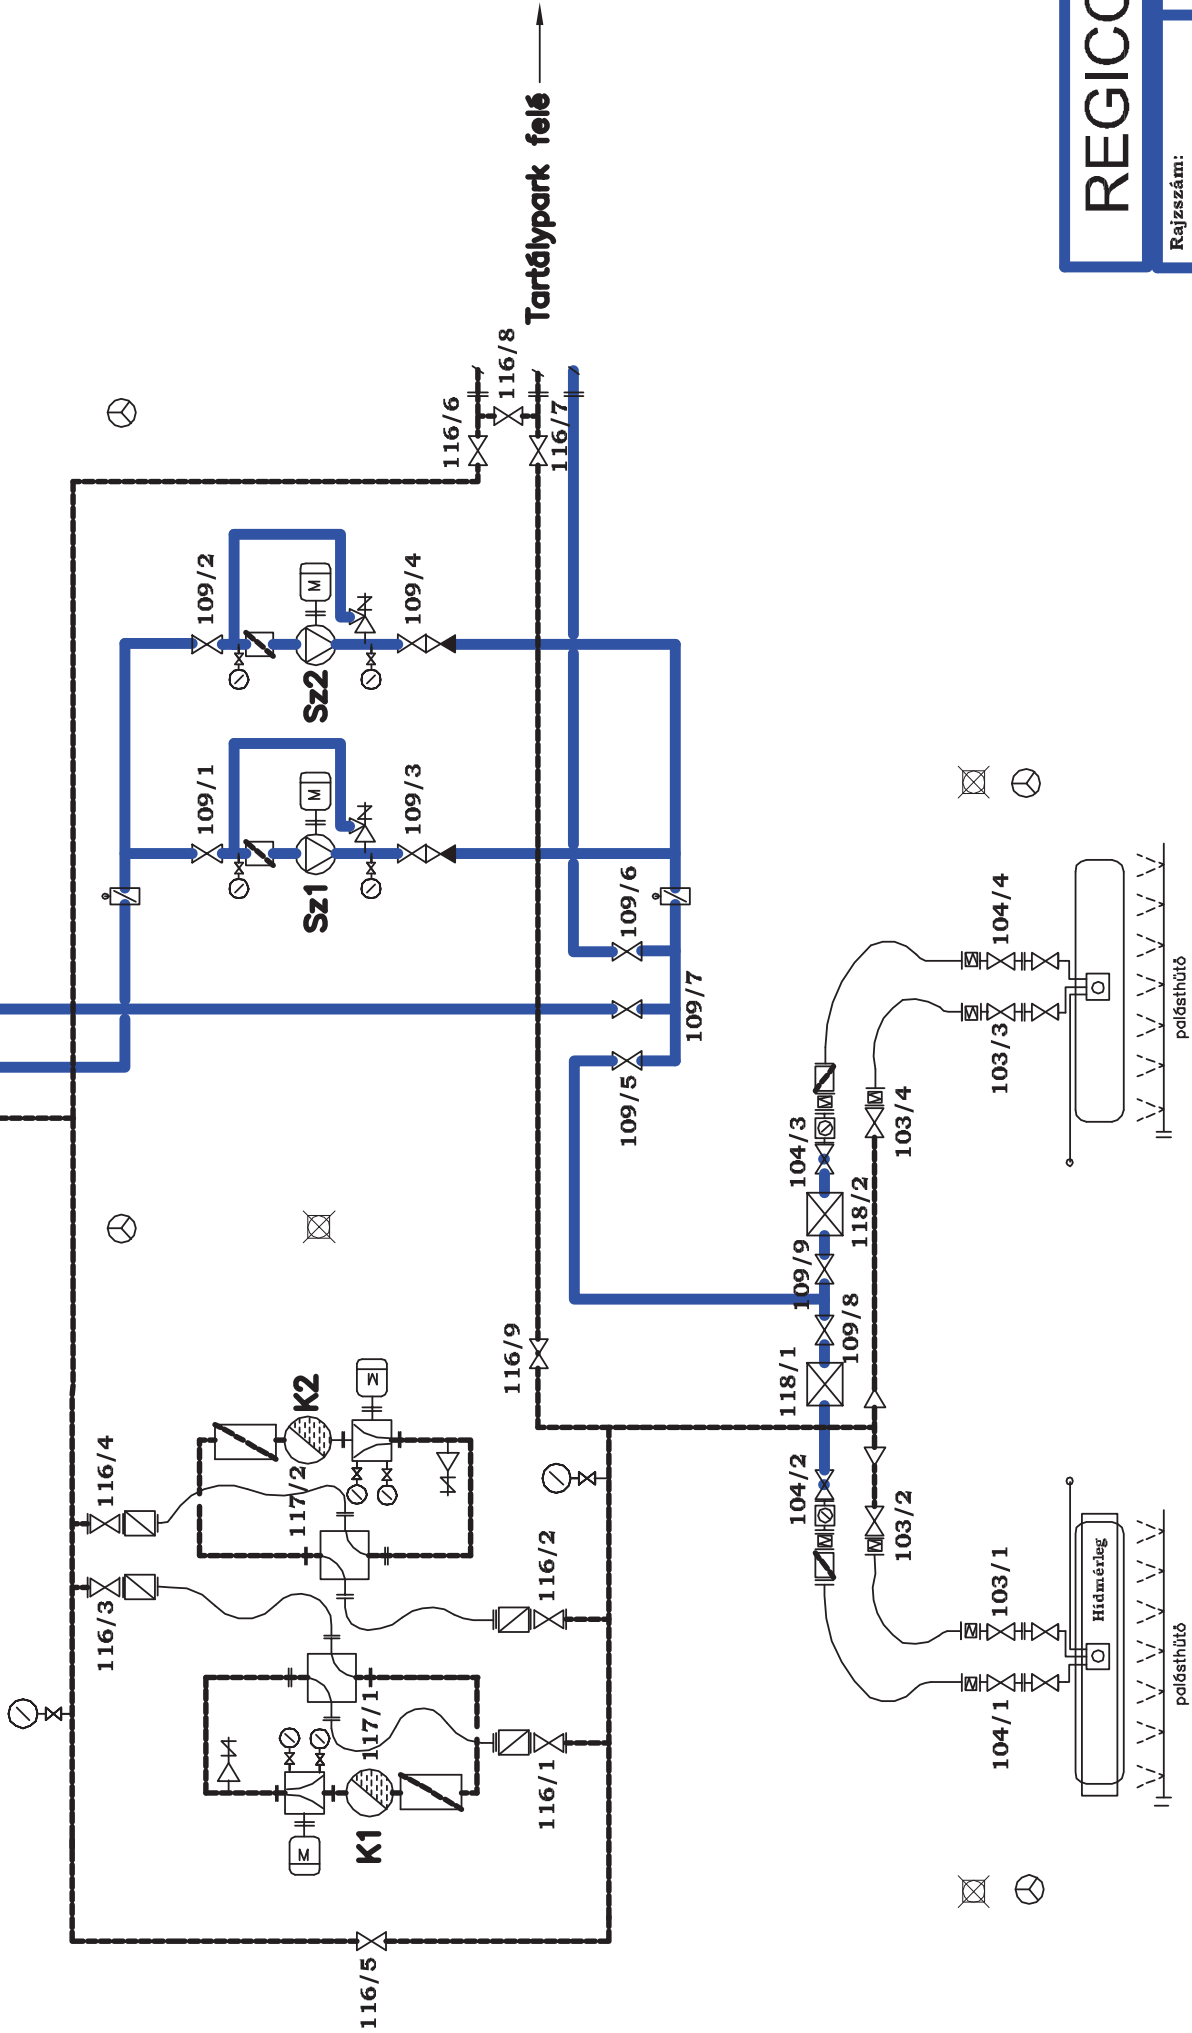 116/3
116/4
109/1
109/2
M
117/2
K2
Sz1
M
Sz2
M
116/5
K1
117/1
M
109/3
109/4
116/6
116/9
116/8
116/1
116/2
116/7
Tartálypark felé
109/5
109/6
109/7
104/2
118/1
109/9
104/3
109/8
118/2
103/2
103/4
104/1
103/1
103/3
104/4
Hídmérleg
palásthűtő
palásthűtő
REGICO
Rajzszám: